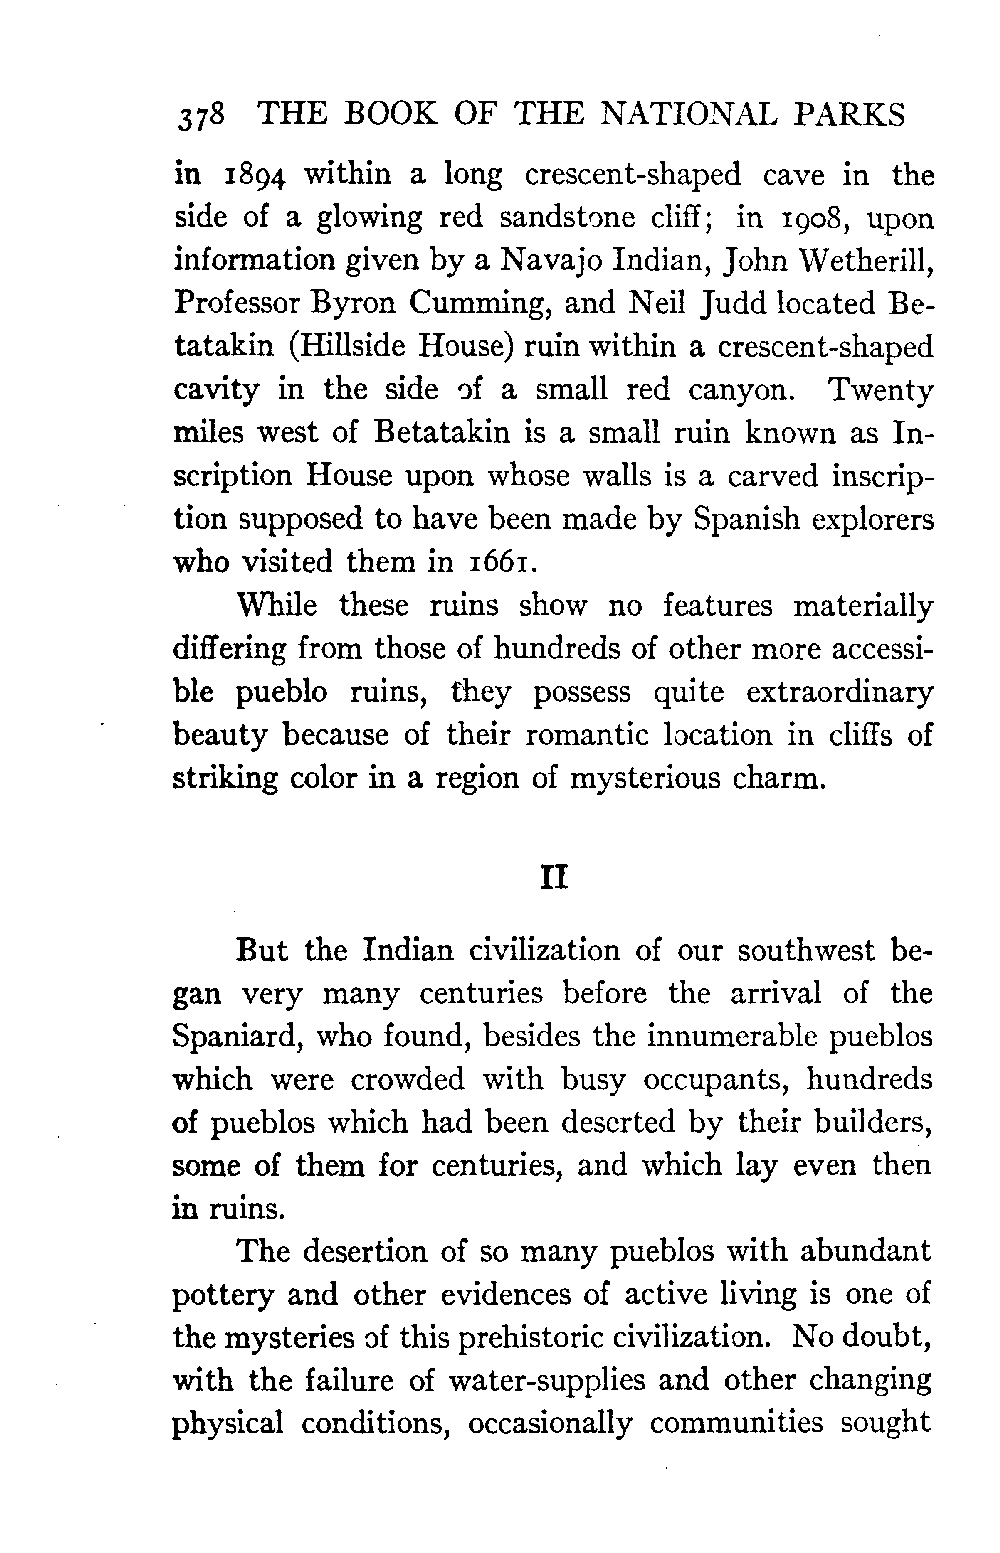 378 THE BOOK OF THE NATIONAL PARKS
in 1894 within a long crescent-shaped cave in the
side of a glowing red sandstone cliff; in 1908, upon
information given by a Navajo Indian, John Wetherill,
Professor Byron Cumming, and Neil Judd located Be-
tatakin (Hillside House) ruin within a crescent-shaped
cavity in the side of a small red canyon. Twenty
miles west of Betatakin is a small ruin known as In-
scription House upon whose walls is a carved inscrip-
tion supposed to have been made by Spanish explorers
who visited them in 1661.
While these ruins show no features materially
differing from those of hundreds of other more accessi-
ble pueblo ruins, they possess quite extraordinary
beauty because of their romantic location in cliffs of
striking color in a region of mysterious charm.
II
But the Indian civilization of our southwest be-
gan very many centuries before the arrival of the
Spaniard, who found, besides the innumerable pueblos
which were crowded with busy occupants, hundreds
of pueblos which had been deserted by their builders,
some of them for centuries, and which lay even then
in ruins.
The desertion of so many pueblos with abundant
pottery and other evidences of active living is one of
the mysteries of this prehistoric civilization. No doubt,
with the failure of water-supplies and other changing
physical conditions, occasionally communities sought